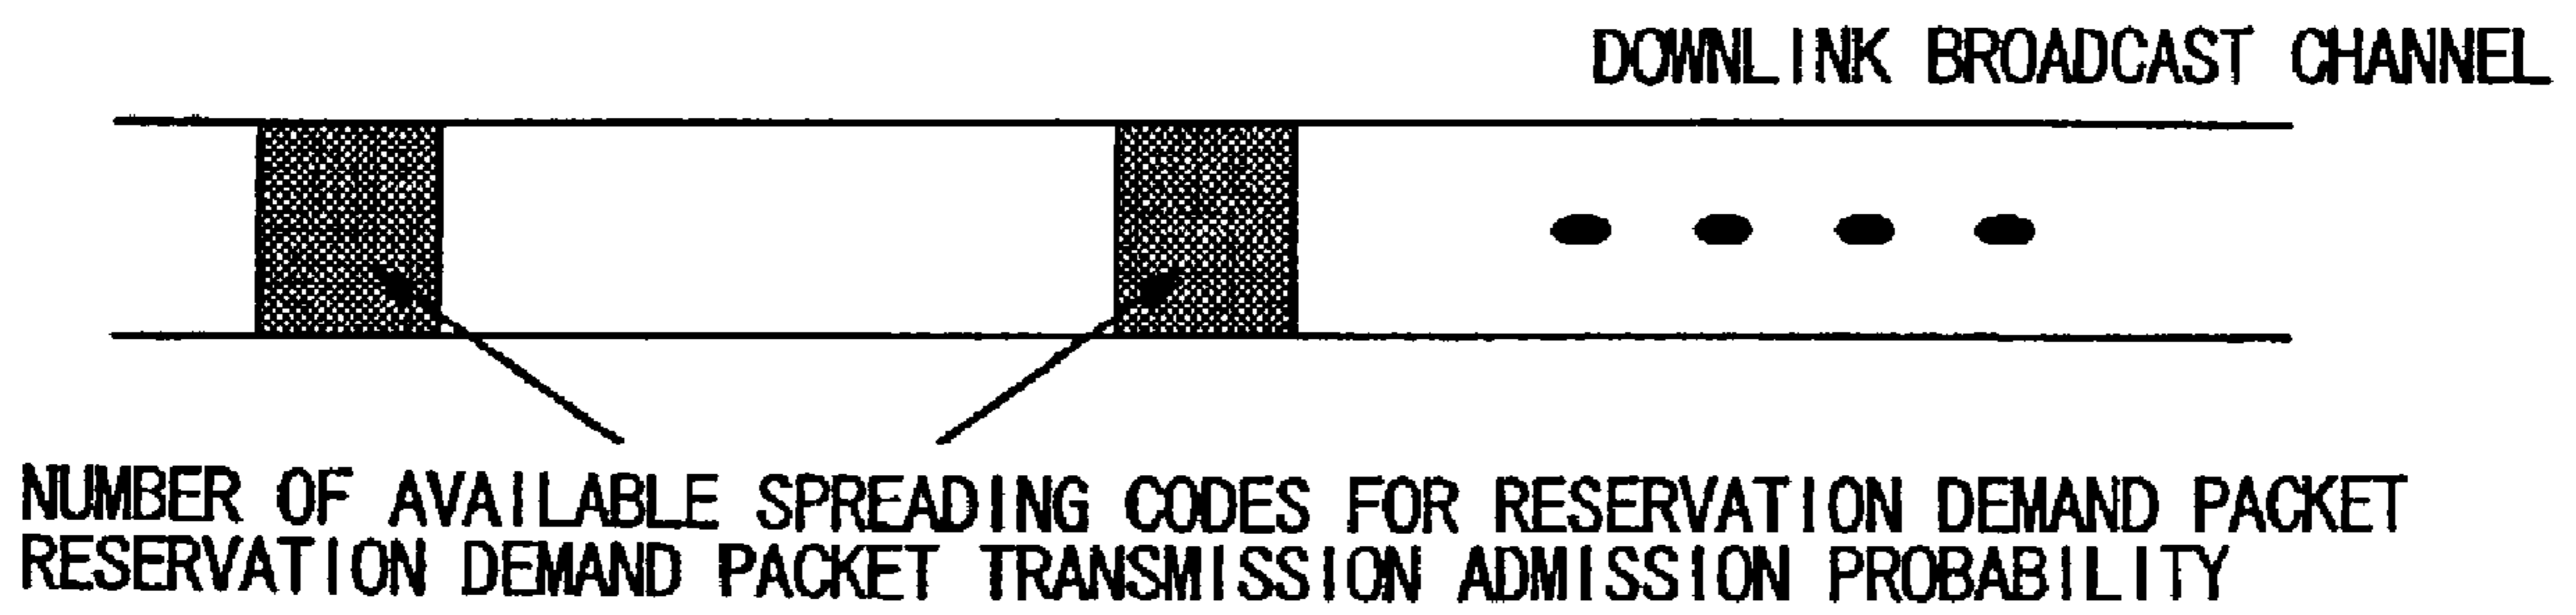 DOWNLINK BROADCAST CHANNEL
NUMBER OF AVAILABLE SPREADING CODES FOR RESERVATION DEMAND PACKET
RESERVATION DEMAND PACKET TRANSMISSION ADMISSION PROBABILITY